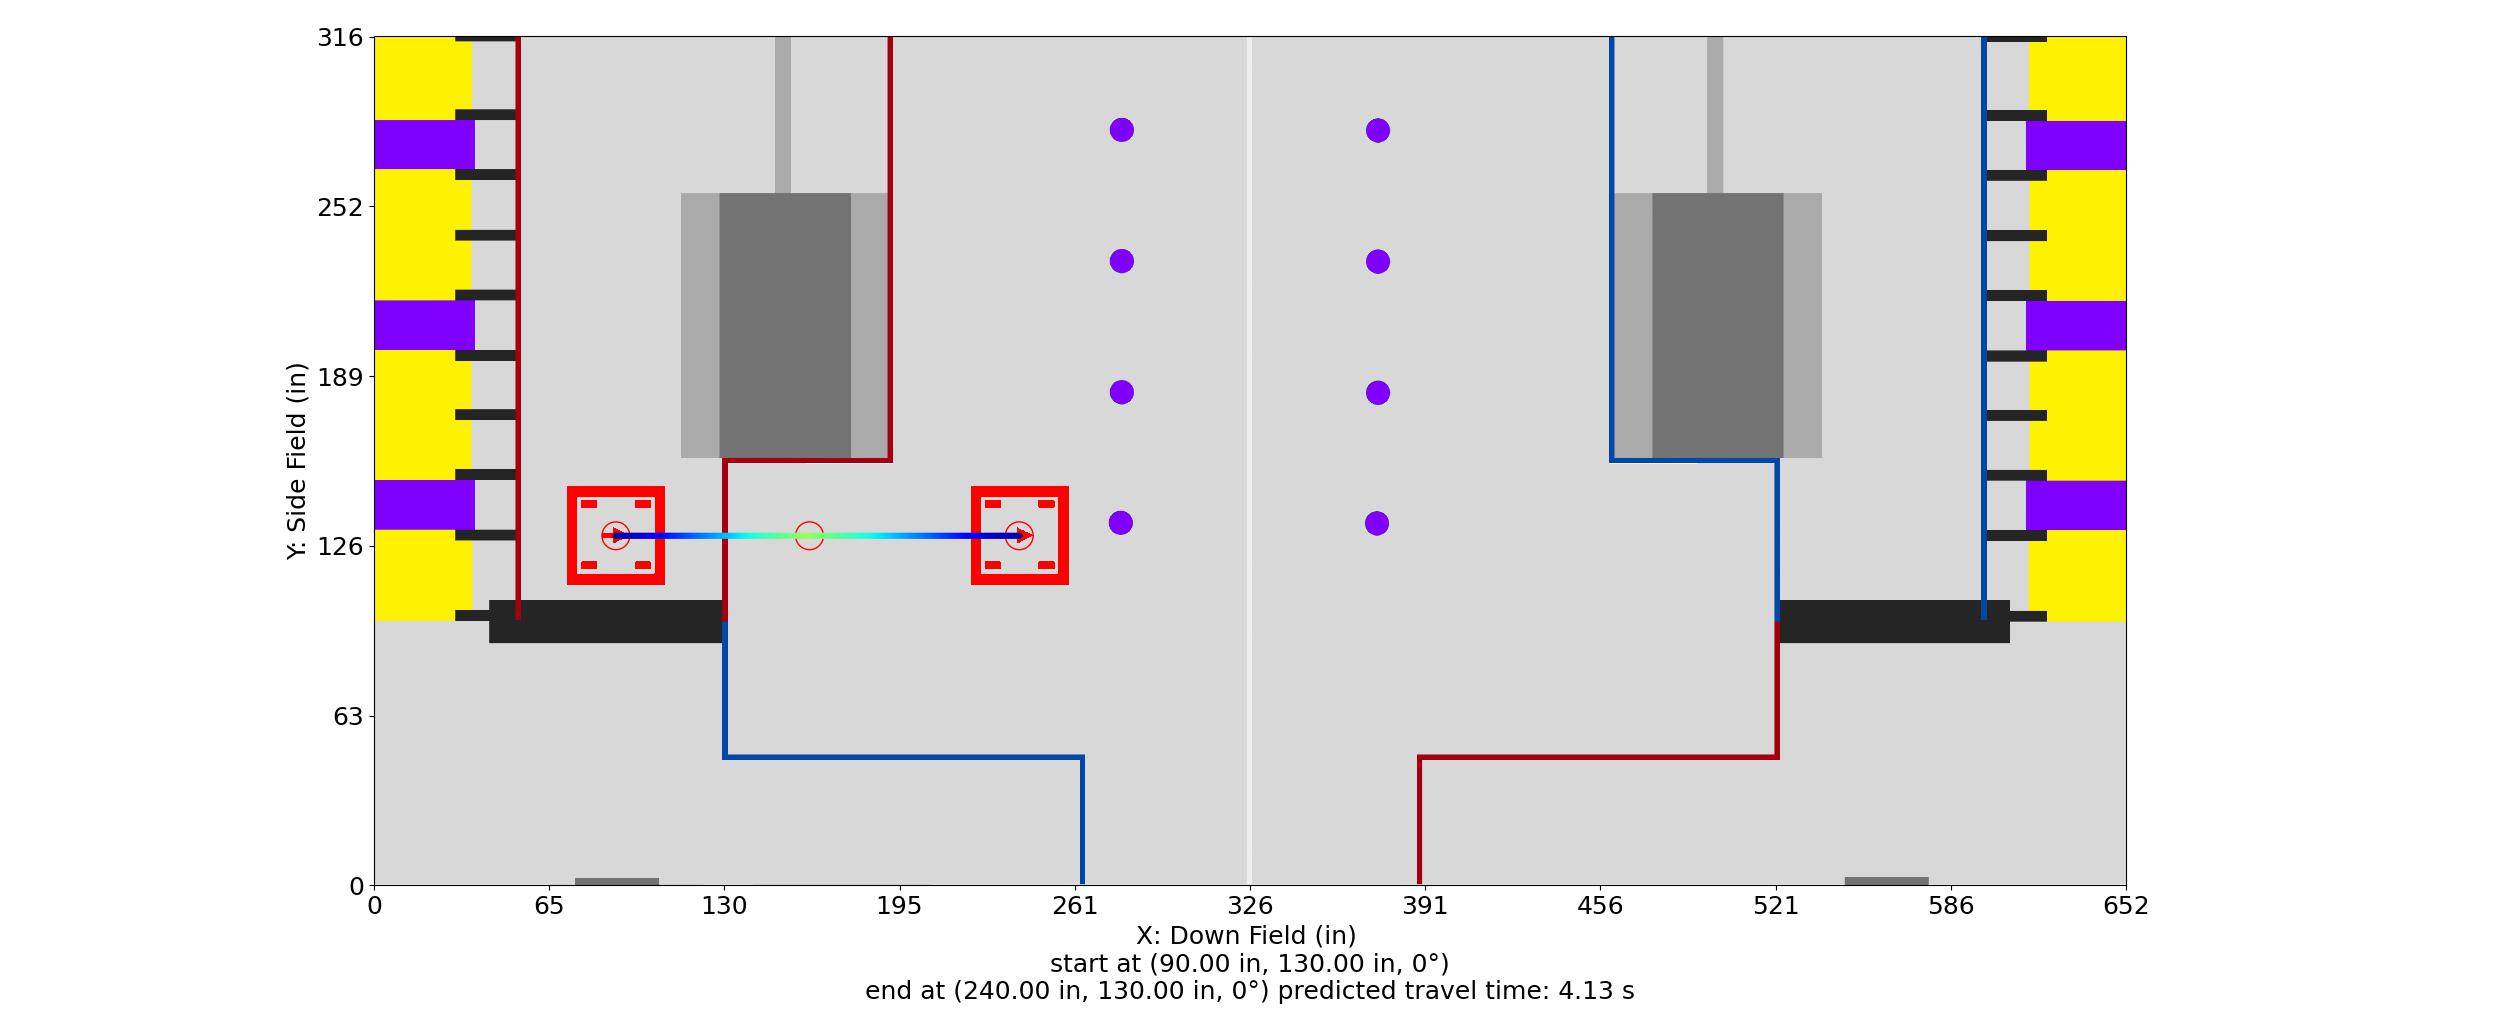 316
252
189
126
63
0
Y: Side Field (in)
0 65 130 195 261 326 391 456 521 586 652
X: Down Field (in)
start at (90.00 in, 130.00 in, 0°)
end at (240.00 in, 130.00 in, 0°) predicted travel time: 4.13 s